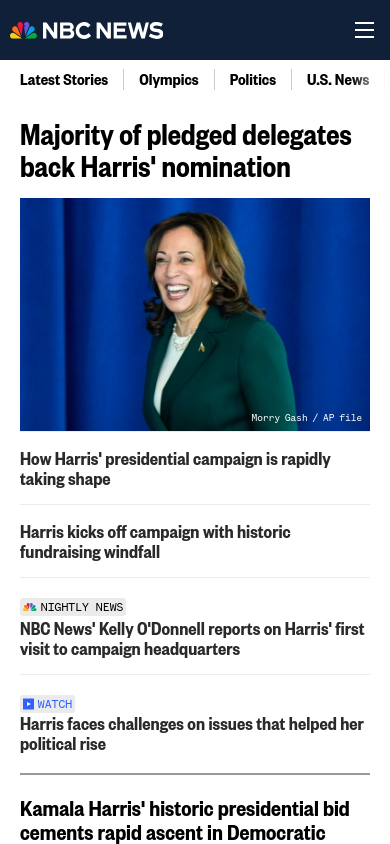 NBC NEWS
Latest Stories
Olympics
Politics
U.S. News
Majority of pledged delegates
back Harris' nomination
Morry Gash / AP file
How Harris' presidential campaign is rapidly
taking shape
Harris kicks off campaign with historic
fundraising windfall
NIGHTLY NEWS
NBC News' Kelly O'Donnell reports on Harris' first
visit to campaign headquarters
WATCH
Harris faces challenges on issues that helped her
political rise
Kamala Harris' historic presidential bid
cements rapid ascent in Democratic